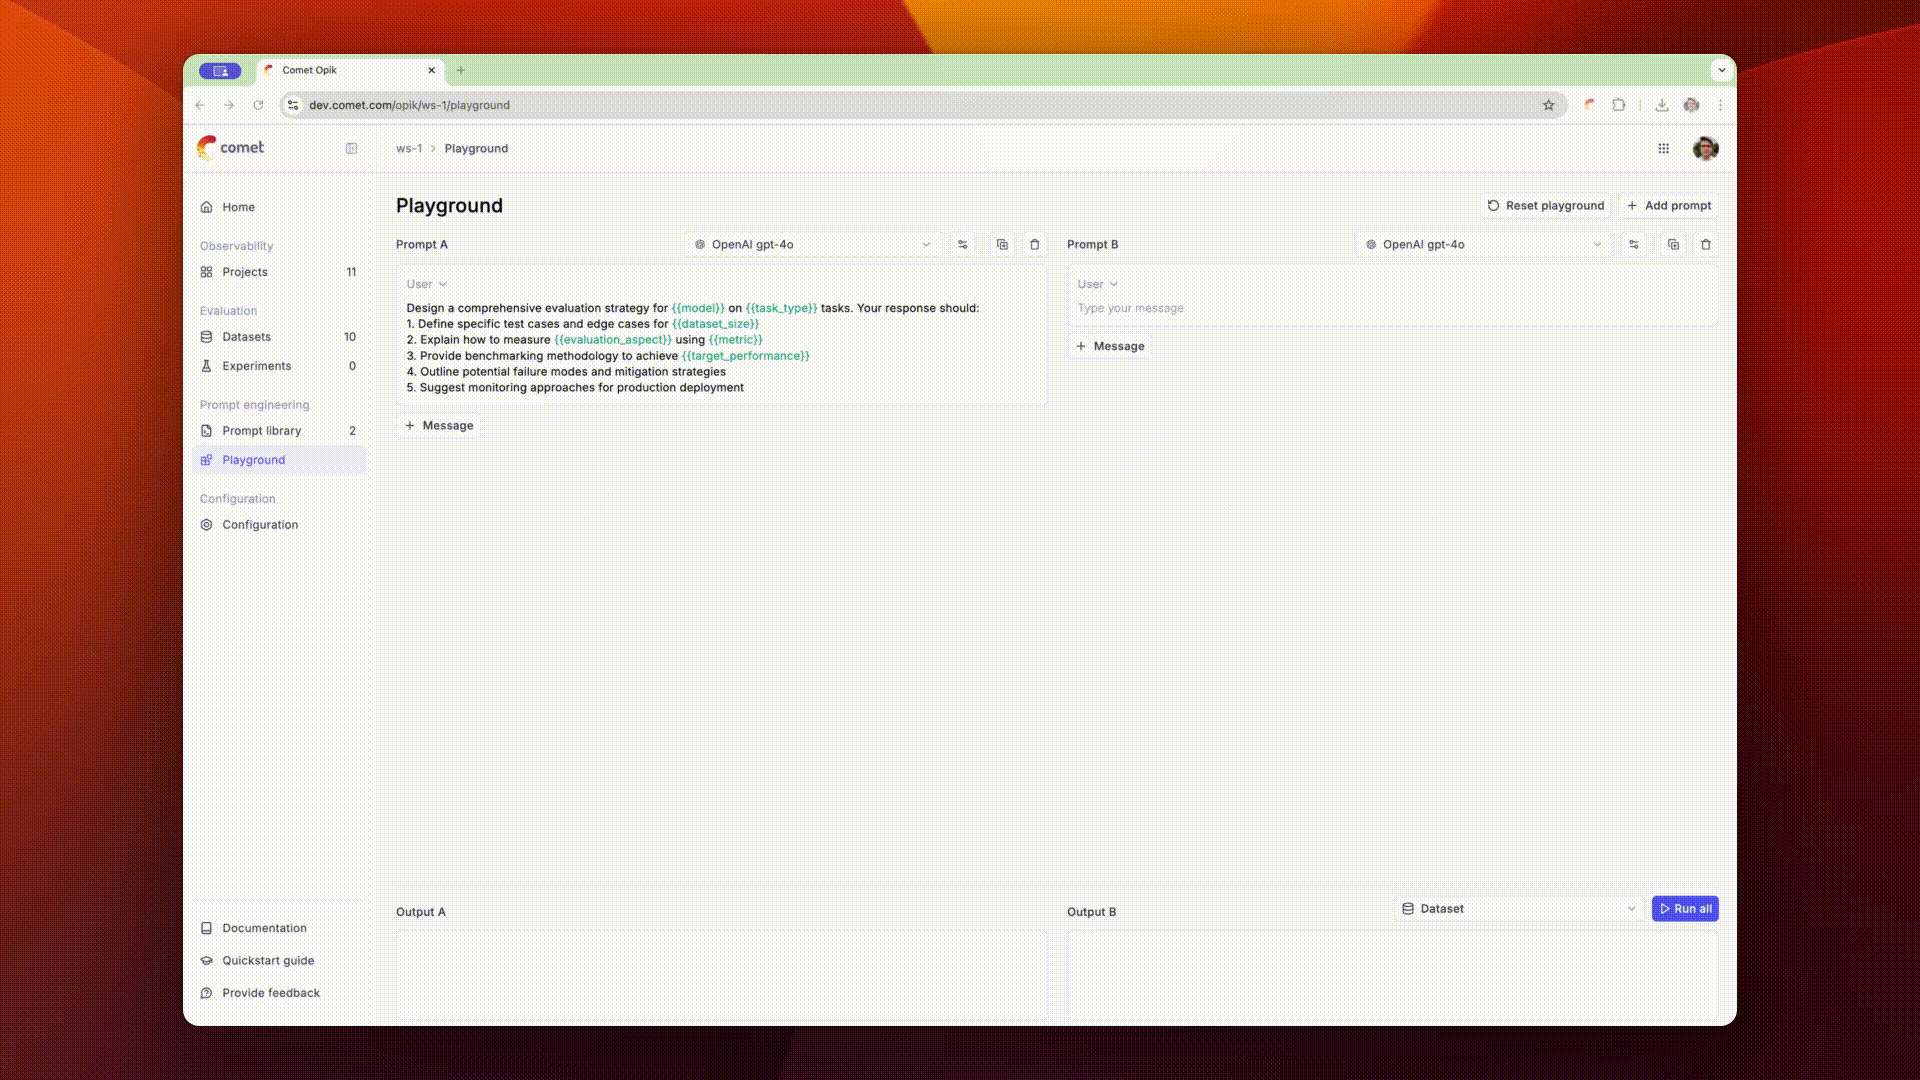 Comet Opik
dev.comet.com/opik/ws-1/playground
comet
ws-1 > Playground
Home
Observability
Projects 11
Evaluation
Datasets 10
Experiments 0
Prompt engineering
Prompt library 2
Playground
Configuration
Configuration
Documentation
Quickstart guide
Provide feedback
Playground
Reset playground
+ Add prompt
Prompt A
OpenAI gpt-4o
User
Design a comprehensive evaluation strategy for {{model}} on {{task_type}} tasks. Your response should:
1. Define specific test cases and edge cases for {{dataset_size}}
2. Explain how to measure {{evaluation_aspect}} using {{metric}}
3. Provide benchmarking methodology to achieve {{target_performance}}
4. Outline potential failure modes and mitigation strategies
5. Suggest monitoring approaches for production deployment
+ Message
Prompt B
OpenAI gpt-4o
User
Type your message
+ Message
Output A
Output B
Dataset
Run all